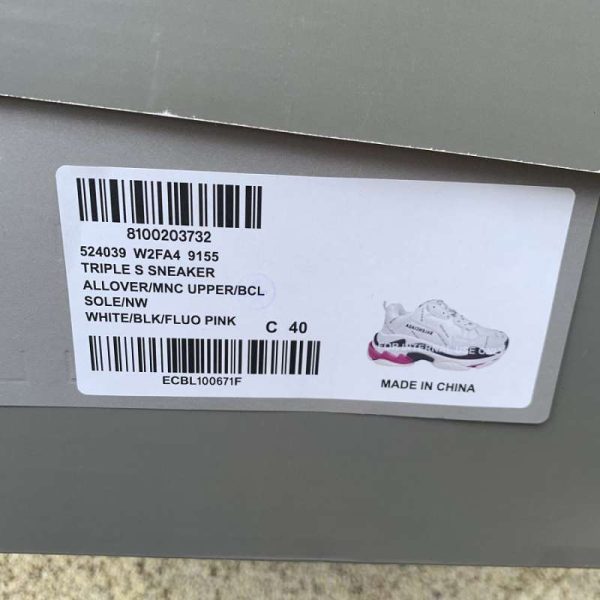 8100203732
524039 W2FA4 9155
TRIPLE S SNEAKER
ALLOVER/MNC UPPER/BCL
SOLE/NW
WHITE/BLK/FLUO PINK
C 40
ECBL100671F
MADE IN CHINA